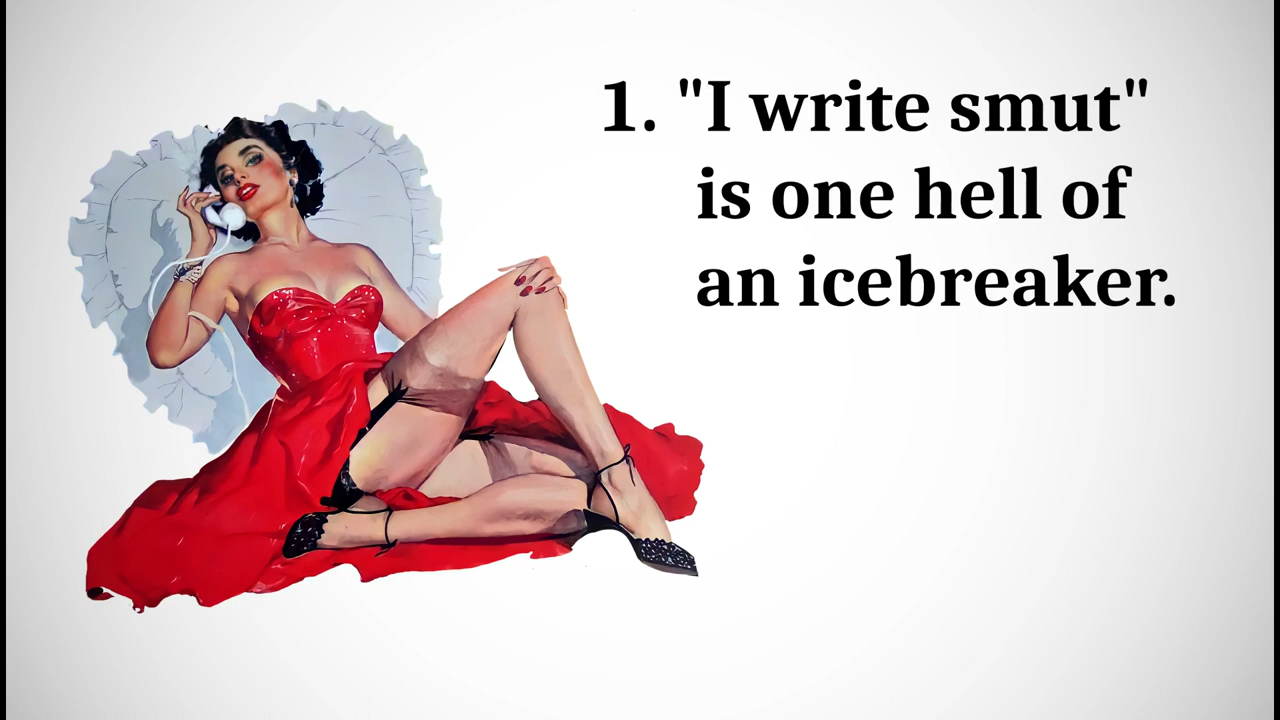 1. "I write smut"
is one hell of
an icebreaker.